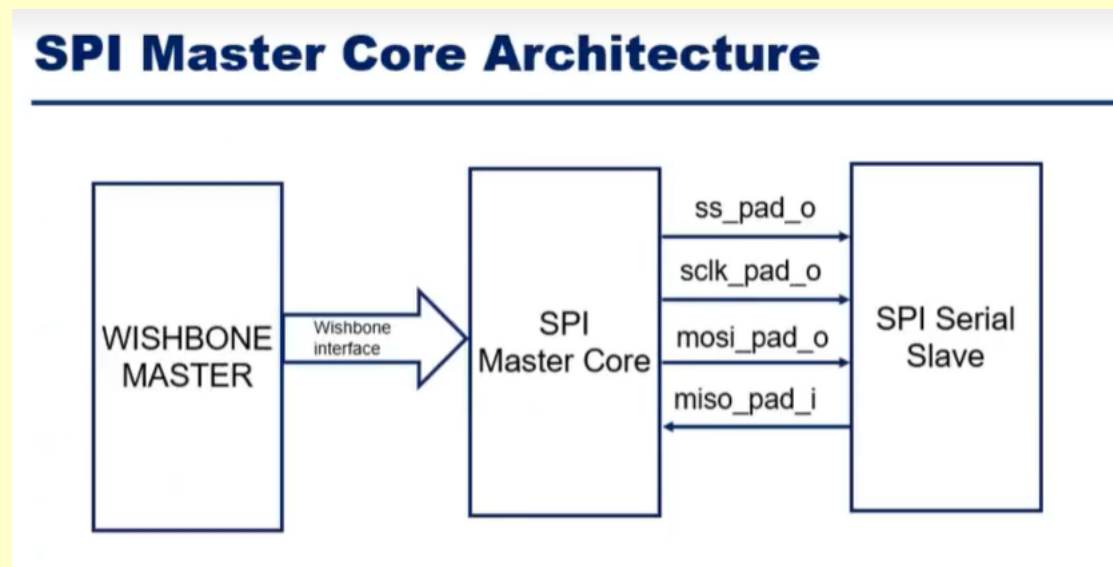 SPI Master Core Architecture
WISHBONE
MASTER
Wishbone
interface
SPI
Master Core
ss_pad_o
sclk_pad_o
mosi_pad_o
miso_pad_i
SPI Serial
Slave